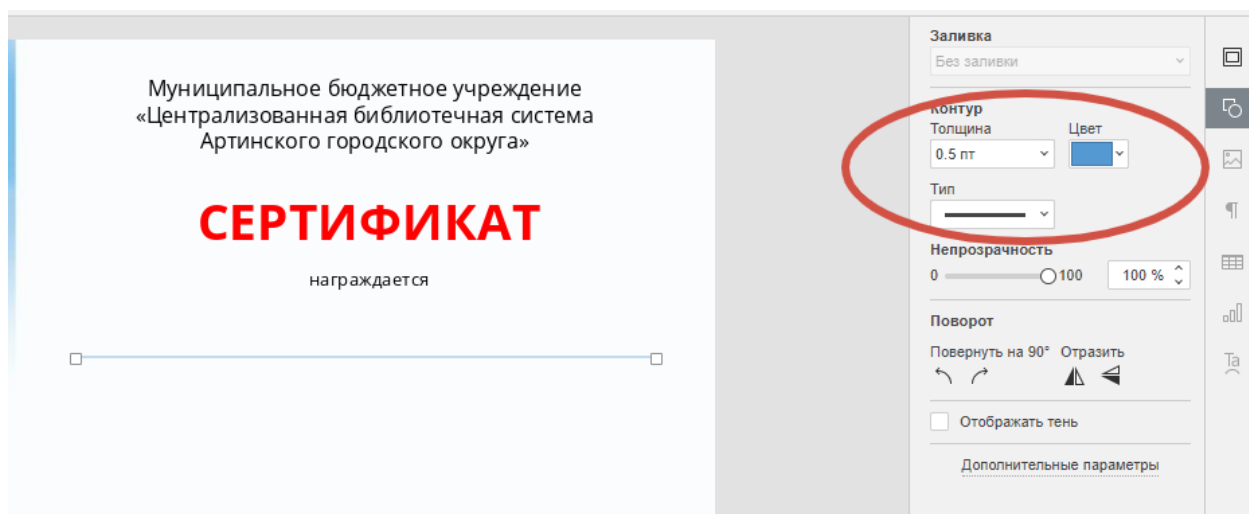 Муниципальное бюджетное учреждение
«Централизованная библиотечная система
Артинского городского округа»
СЕРТИФИКАТ
награждается
Заливка
Без заливки
Контур
Толщина Цвет
0.5 пт
Тип
Непрозрачность
0 100 100 %
Поворот
Повернуть на 90° Отразить
Отображать тень
Дополнительные параметры
Ta